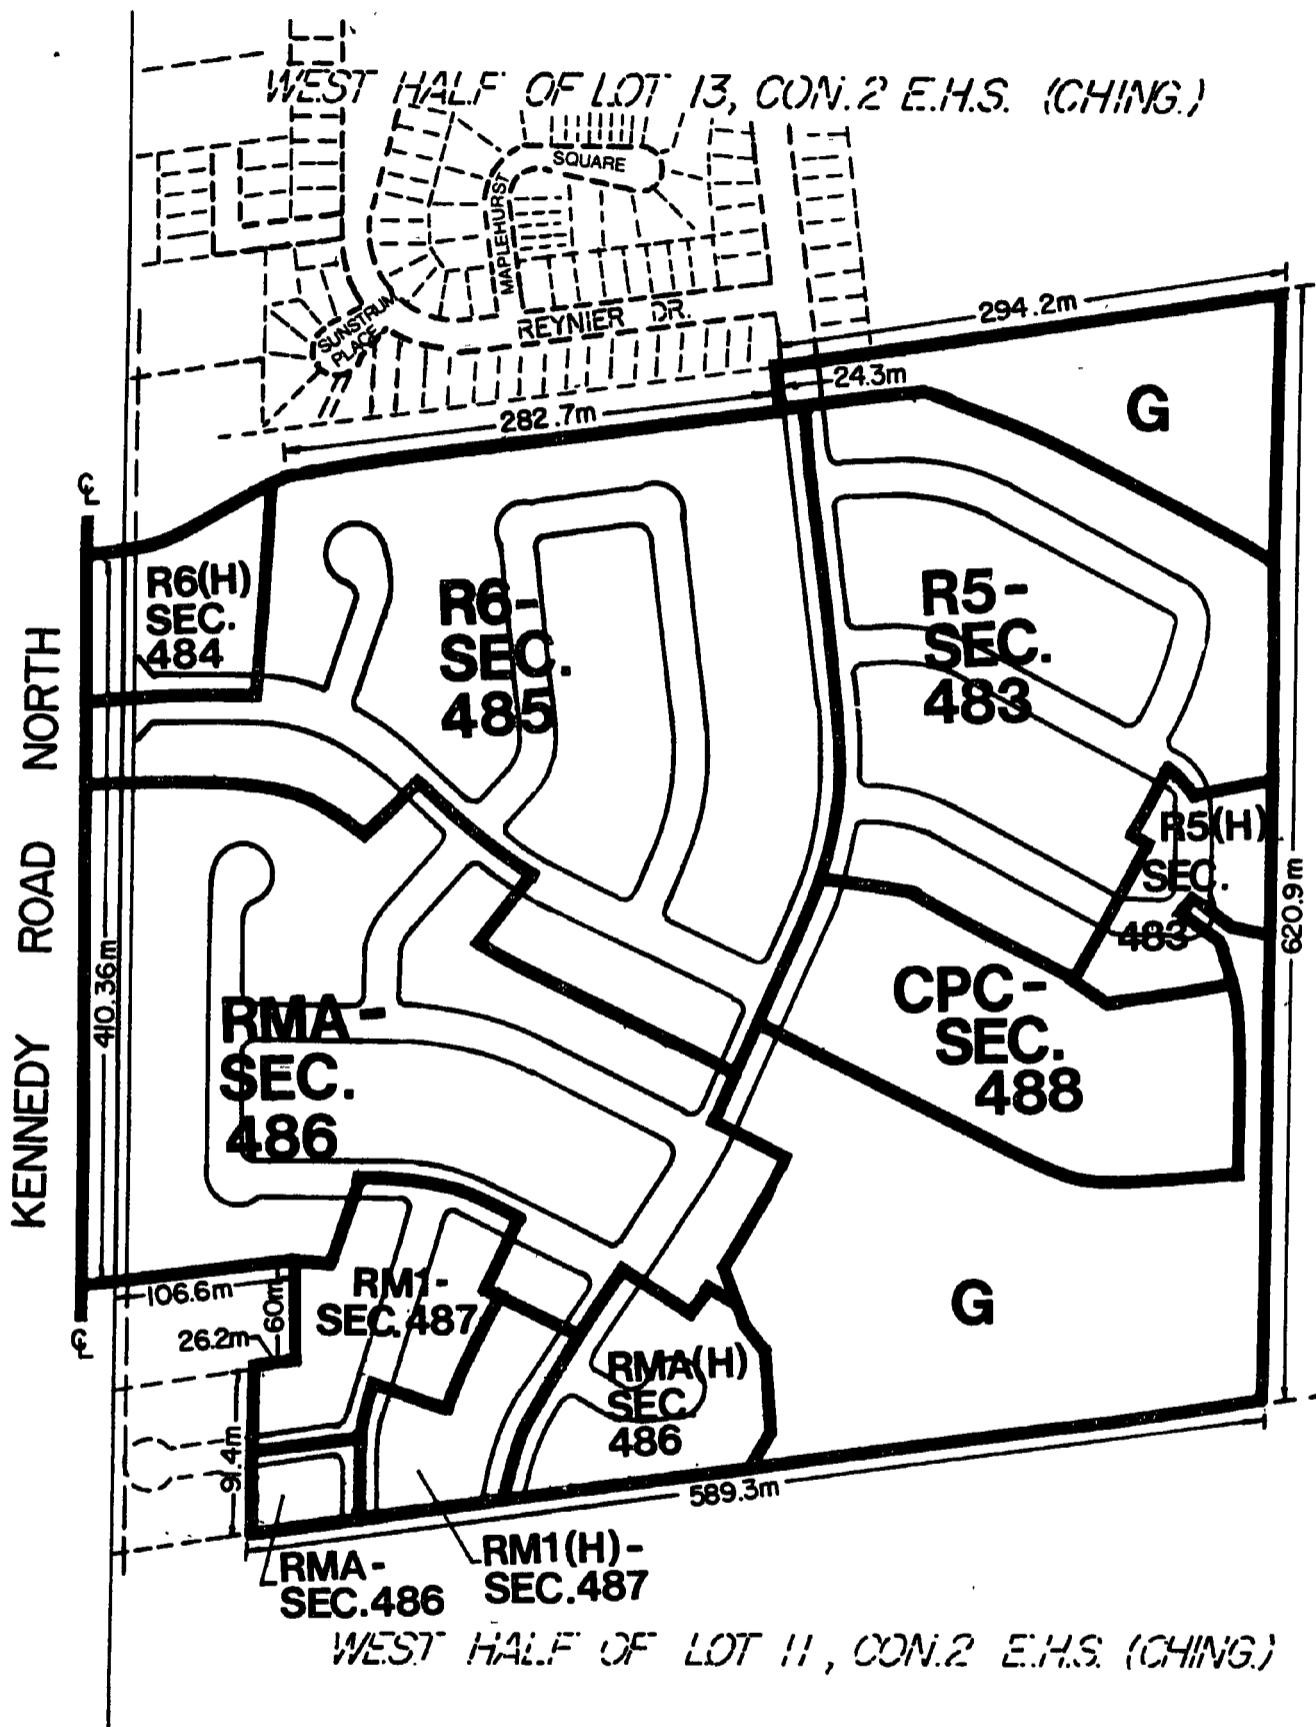 WEST HALF OF LOT 13, CON.2 E.H.S. (CHING.)
SQUARE
MAPLEHURST
SUNSTRUM
PLACE
REYNIER DR.
294.2m
24.3m
282.7m
G
R6(H)
SEC.
484
R6-
SEC.
485
R5-
SEC.
483
R5(H)
SEC.
483
620.9m
KENNEDY ROAD NORTH
410.36m
CPC-
SEC.
488
RMA-
SEC.
486
106.6m
60m
26.2m
RM1-
SEC.487
G
RMA(H)
SEC.
486
91.4m
589.3m
RMA-
SEC.486
RM1(H)-
SEC.487
WEST HALF OF LOT 11, CON.2 E.H.S. (CHING.)